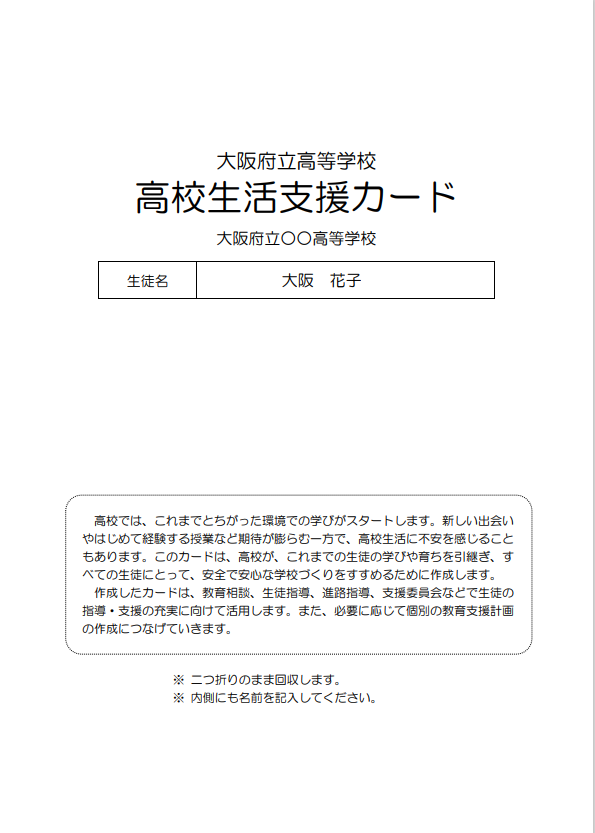 大阪府立高等学校
高校生活支援カード
大阪府立〇〇高等学校
生徒名 大阪　花子
　高校では、これまでとちがった環境での学びがスタートします。新しい出会い
やはじめて経験する授業など期待が膨らむ一方で、高校生活に不安を感じること
もあります。このカードは、高校が、これまでの生徒の学びや育ちを引継ぎ、す
べての生徒にとって、安全で安心な学校づくりをすすめるために作成します。
　作成したカードは、教育相談、生徒指導、進路指導、支援委員会などで生徒の
指導・支援の充実に向けて活用します。また、必要に応じて個別の教育支援計画
の作成につなげていきます。
※ 二つ折りのまま回収します。
※ 内側にも名前を記入してください。